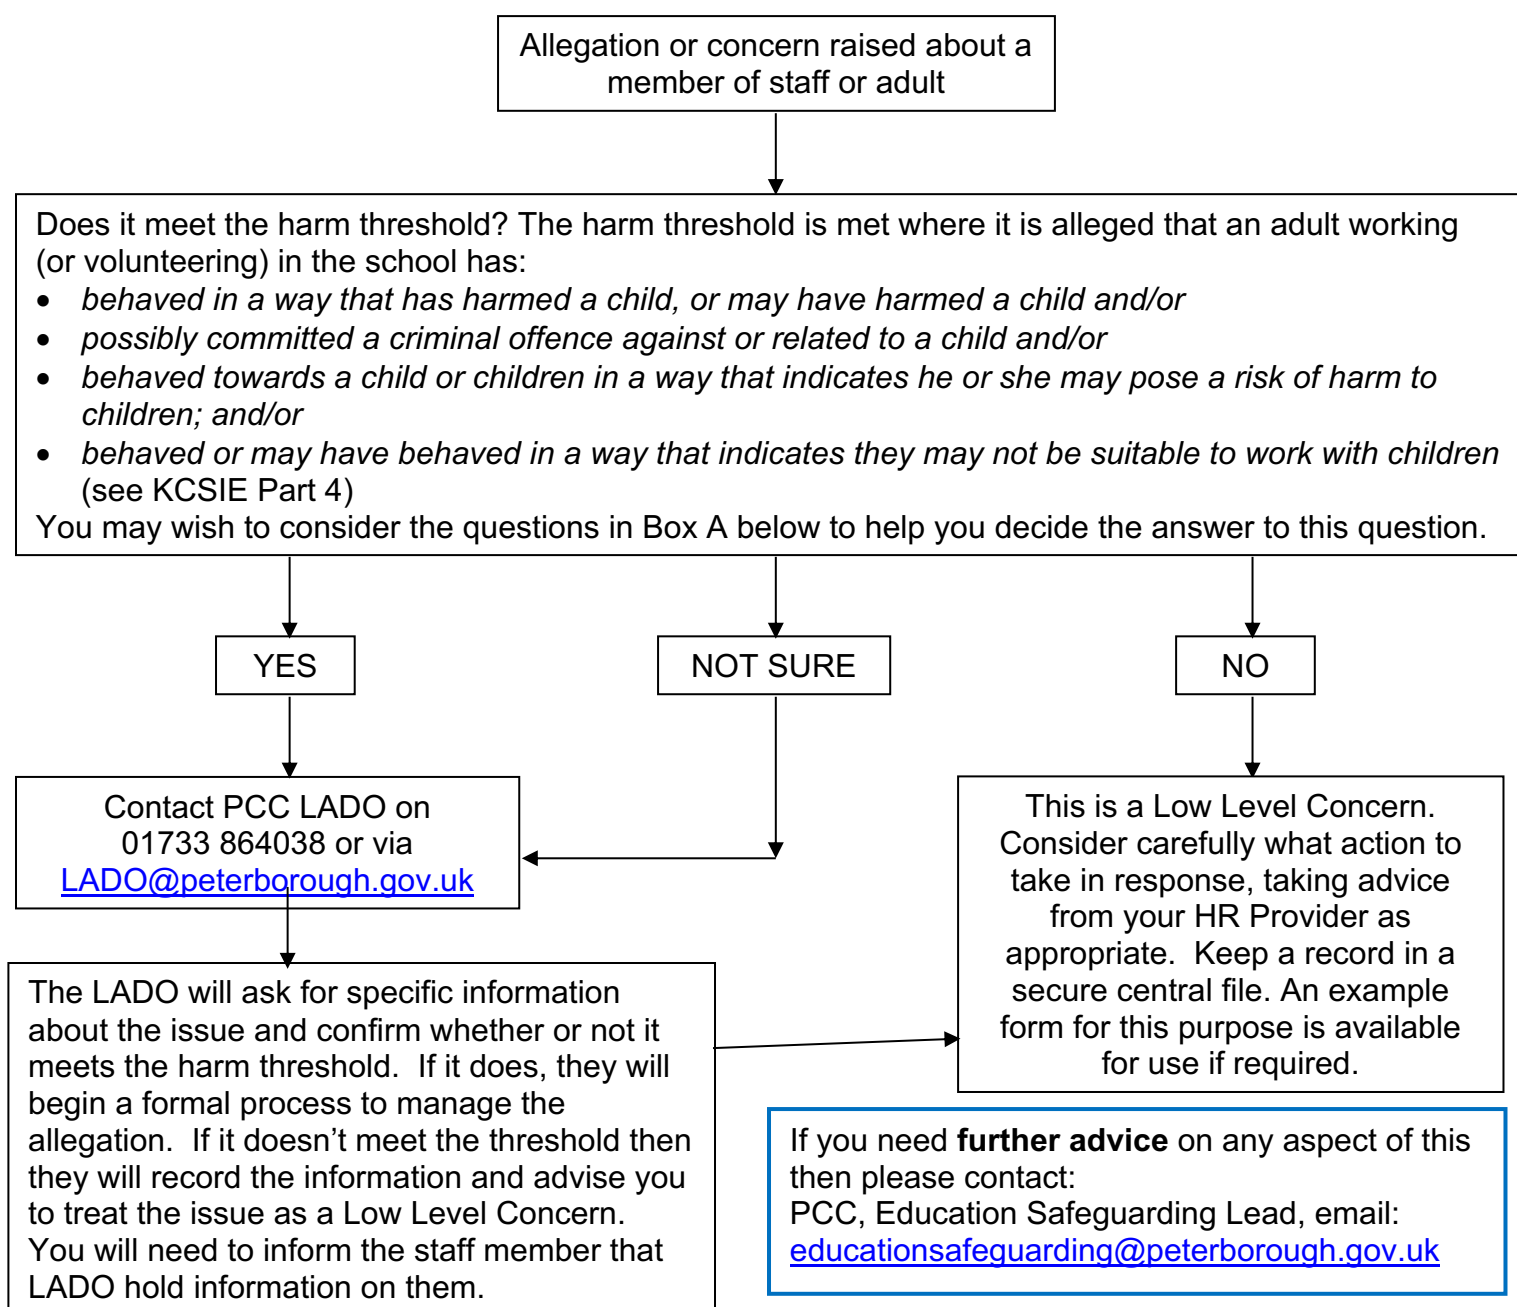 Allegation or concern raised about a
member of staff or adult
Does it meet the harm threshold? The harm threshold is met where it is alleged that an adult working
(or volunteering) in the school has:
• behaved in a way that has harmed a child, or may have harmed a child and/or
• possibly committed a criminal offence against or related to a child and/or
• behaved towards a child or children in a way that indicates he or she may pose a risk of harm to
children; and/or
• behaved or may have behaved in a way that indicates they may not be suitable to work with children
(see KCSIE Part 4)
You may wish to consider the questions in Box A below to help you decide the answer to this question.
YES
NOT SURE
NO
Contact PCC LADO on
01733 864038 or via
LADO@peterborough.gov.uk
This is a Low Level Concern.
Consider carefully what action to
take in response, taking advice
from your HR Provider as
appropriate.  Keep a record in a
secure central file. An example
form for this purpose is available
for use if required.
The LADO will ask for specific information
about the issue and confirm whether or not it
meets the harm threshold.  If it does, they will
begin a formal process to manage the
allegation.  If it doesn’t meet the threshold then
they will record the information and advise you
to treat the issue as a Low Level Concern.
You will need to inform the staff member that
LADO hold information on them.
If you need further advice on any aspect of this
then please contact:
PCC, Education Safeguarding Lead, email:
educationsafeguarding@peterborough.gov.uk